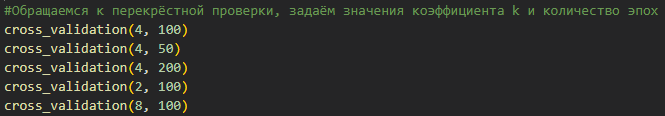 #Обращаемся к перекрёстной проверки, задаём значения коэффициента k и количество эпох
cross_validation(4, 100)
cross_validation(4, 50)
cross_validation(4, 200)
cross_validation(2, 100)
cross_validation(8, 100)